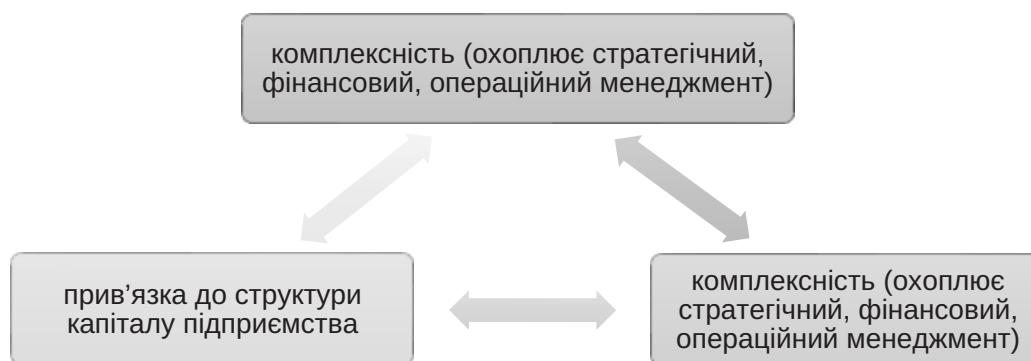 комплексність (охоплює стратегічний,
фінансовий, операційний менеджмент)
прив’язка до структури
капіталу підприємства
комплексність (охоплює
стратегічний, фінансовий,
операційний менеджмент)